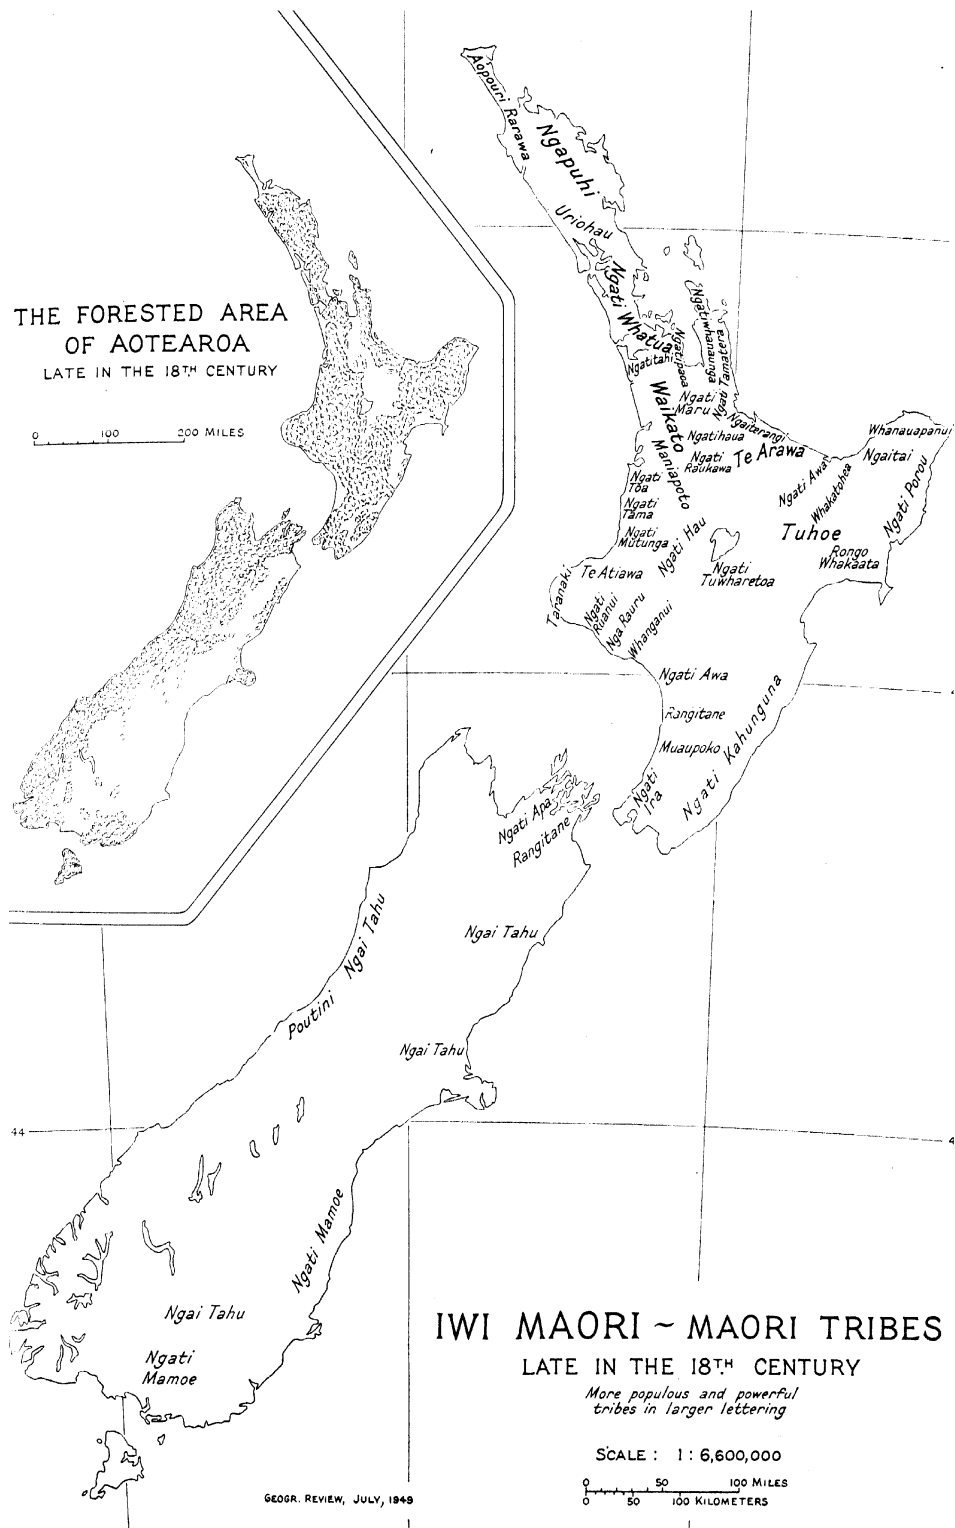 THE FORESTED AREA
OF AOTEAROA
LATE IN THE 18TH CENTURY
0 100 200 MILES
Aopouri Rarawa
Ngapuhi
Uriohau
Ngati Whatua
Ngatitahi
Ngatipaoa
Ngatiwhanaunga
Ngati Tamatera
Ngati
Maru
Waikato
Ngaiterangi
Ngatihaua
Te Arawa
Ngati
Raukawa
Maniapoto
Whanauapanui
Ngaitai
Ngati Porou
Ngati Awa
Whakatohea
Ngati
Toa
Ngati
Tama
Ngati
Mutunga
Ngati Hau
Tuhoe
Rongo
Whakaata
Ngati
Tuwharetoa
Te Atiawa
Taranaki
Ngati
Ruanui
Nga Rauru
Whanganui
Ngati Awa
Rangitane
Muaupoko
Ngati
Ira
Ngati Kahunguna
Ngati Apa
Rangitane
Ngai Tahu
Poutini Ngai Tahu
Ngai Tahu
44
4
Ngati Mamoe
Ngai Tahu
Ngati
Mamoe
IWI MAORI ~ MAORI TRIBES
LATE IN THE 18TH CENTURY
More populous and powerful
tribes in larger lettering
SCALE : 1 : 6,600,000
0 50 100 MILES
0 50 100 KILOMETERS
GEOGR. REVIEW, JULY, 1949